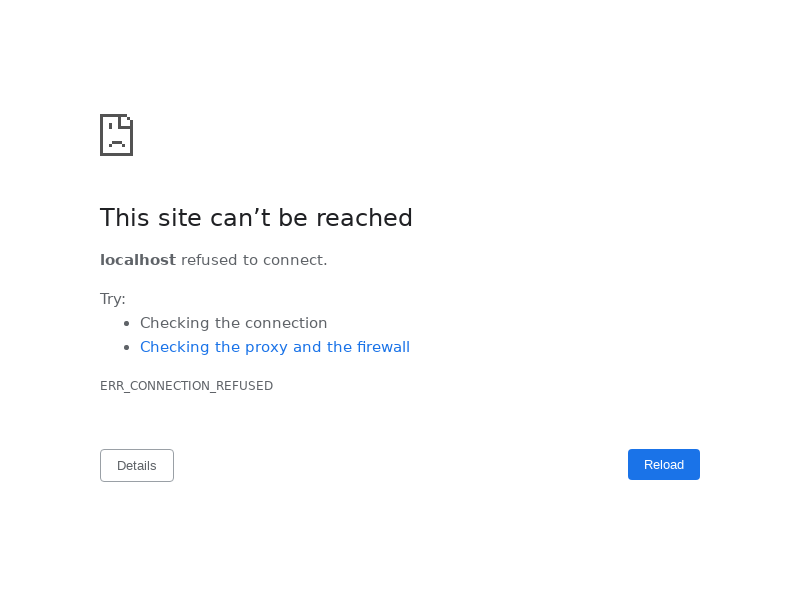 This site can’t be reached
localhost refused to connect.
Try:
Checking the connection
Checking the proxy and the firewall
ERR_CONNECTION_REFUSED
Details
Reload